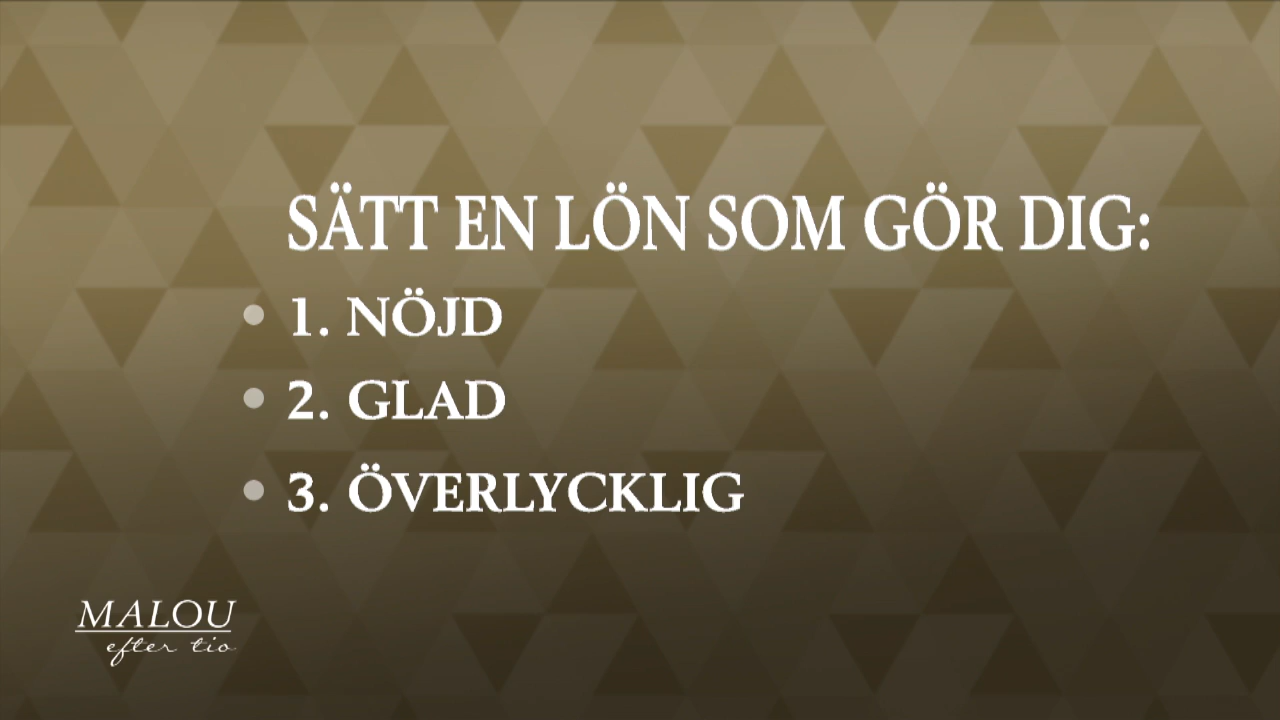 SÄTT EN LÖN SOM GÖR DIG:
• 1. NÖJD
• 2. GLAD
• 3. ÖVERLYCKLIG
MALOU
efter tio